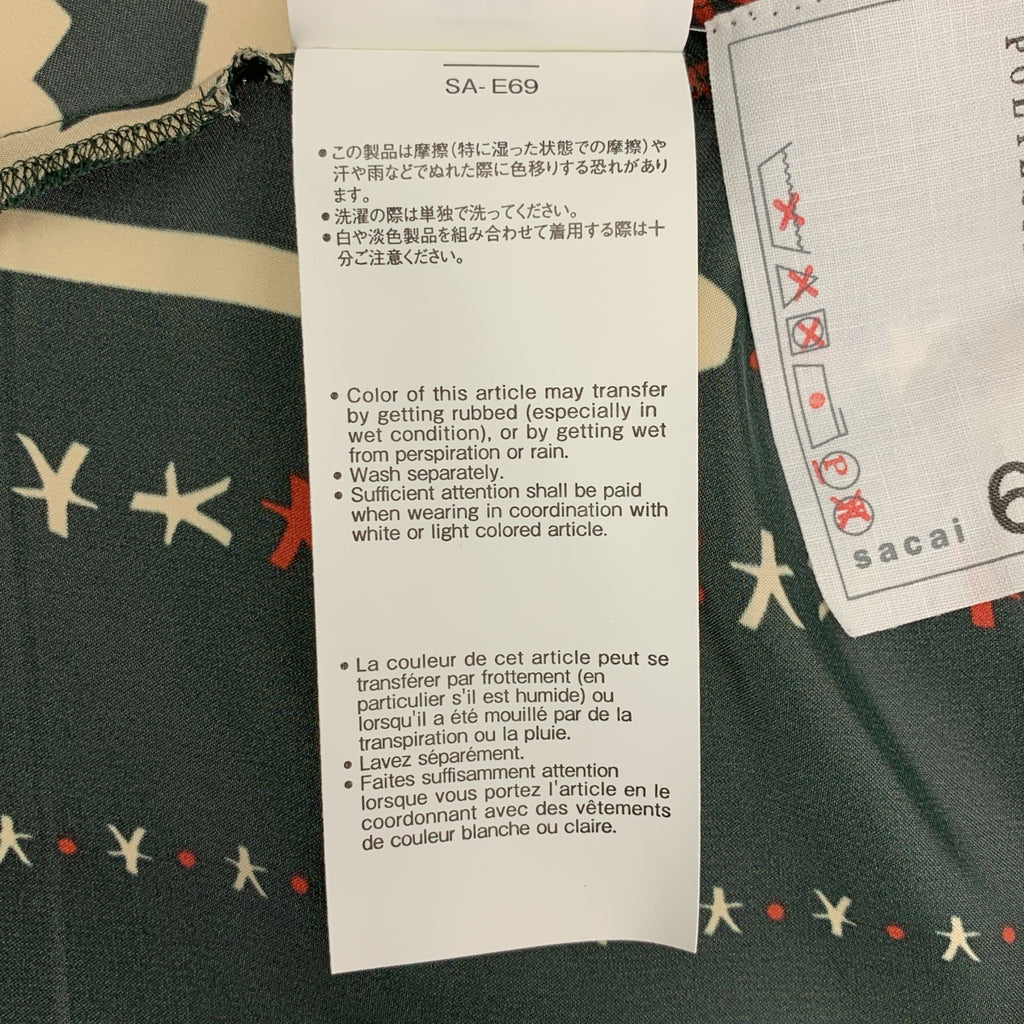 SA- E69
●この製品は摩擦(特に湿った状態での摩擦)や
汗や雨などでぬれた際に色移りする恐れがあり
ます。
●洗濯の際は単独で洗ってください。
●白や淡色製品を組み合わせて着用する際は十
分ご注意ください。
● Color of this article may transfer
by getting rubbed (especially in
wet condition), or by getting wet
from perspiration or rain.
● Wash separately.
● Sufficient attention shall be paid
when wearing in coordination with
white or light colored article.
● La couleur de cet article peut se
transférer par frottement (en
particulier s'il est humide) ou
lorsqu'il a été mouillé par de la
transpiration ou la pluie.
● Lavez séparément.
● Faites suffisamment attention
lorsque vous portez l'article en le
coordonnant avec des vêtements
de couleur blanche ou claire.
P
sacai